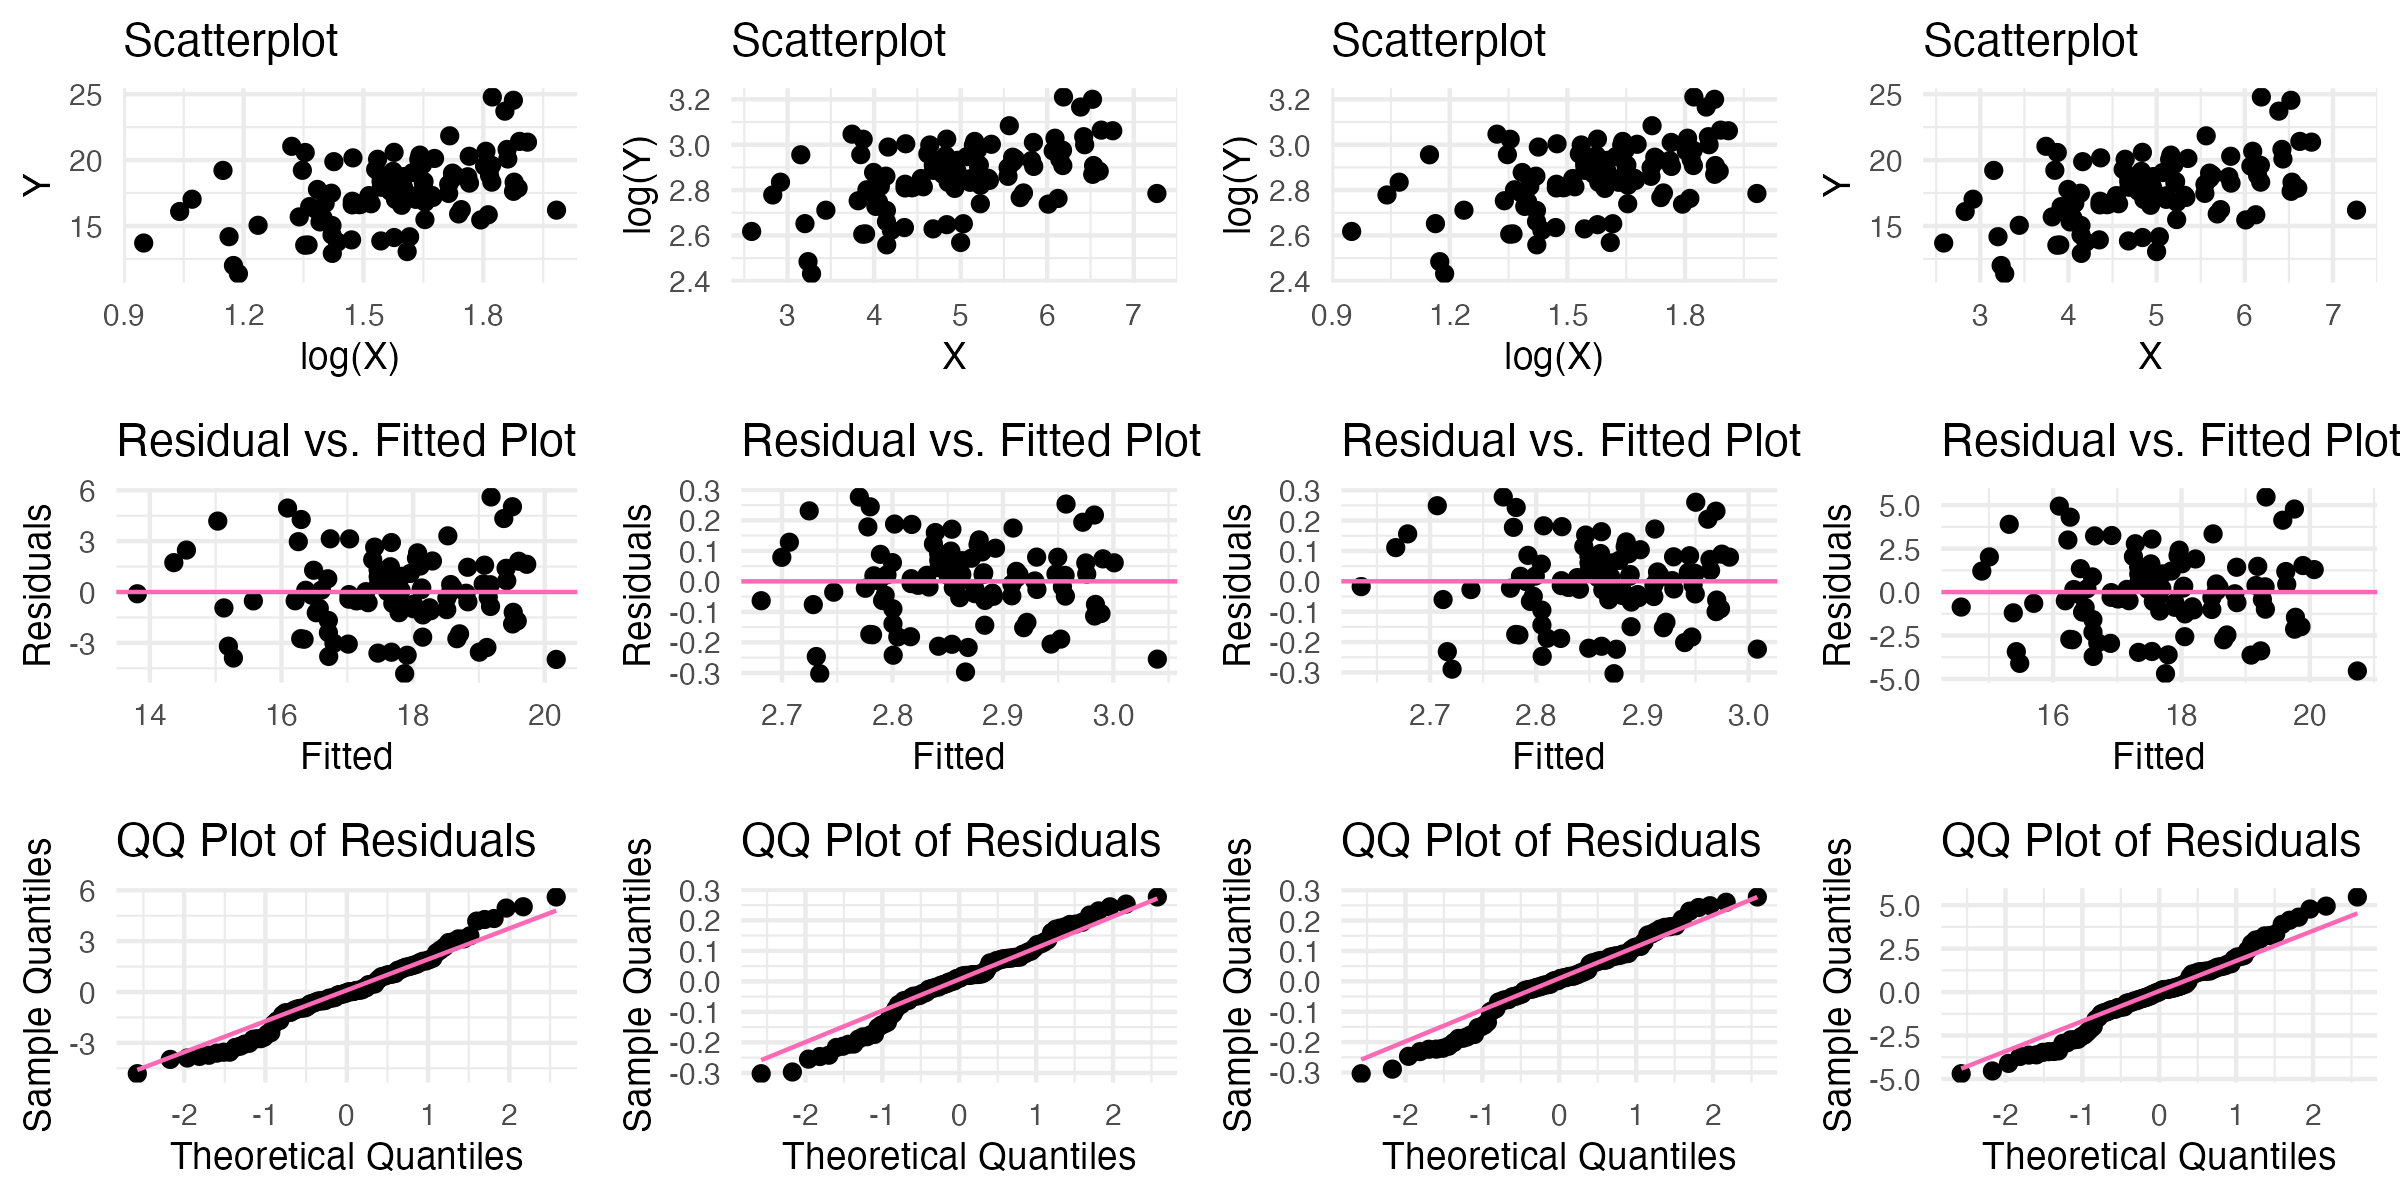 Scatterplot
Y
25
20
15
0.9 1.2 1.5 1.8
log(X)
Scatterplot
log(Y)
3.2
3.0
2.8
2.6
2.4
3 4 5 6 7
X
Scatterplot
log(Y)
3.2
3.0
2.8
2.6
2.4
0.9 1.2 1.5 1.8
log(X)
Scatterplot
Y
25
20
15
3 4 5 6 7
X
Residual vs. Fitted Plot
Residuals
6
3
0
-3
14 16 18 20
Fitted
Residual vs. Fitted Plot
Residuals
0.3
0.2
0.1
0.0
-0.1
-0.2
-0.3
2.7 2.8 2.9 3.0
Fitted
Residual vs. Fitted Plot
Residuals
0.3
0.2
0.1
0.0
-0.1
-0.2
-0.3
2.7 2.8 2.9 3.0
Fitted
Residual vs. Fitted Plot
Residuals
5.0
2.5
0.0
-2.5
-5.0
16 18 20
Fitted
QQ Plot of Residuals
Sample Quantiles
6
3
0
-3
-2 -1 0 1 2
Theoretical Quantiles
QQ Plot of Residuals
Sample Quantiles
0.3
0.2
0.1
0.0
-0.1
-0.2
-0.3
-2 -1 0 1 2
Theoretical Quantiles
QQ Plot of Residuals
Sample Quantiles
0.3
0.2
0.1
0.0
-0.1
-0.2
-0.3
-2 -1 0 1 2
Theoretical Quantiles
QQ Plot of Residuals
Sample Quantiles
5.0
2.5
0.0
-2.5
-5.0
-2 -1 0 1 2
Theoretical Quantiles